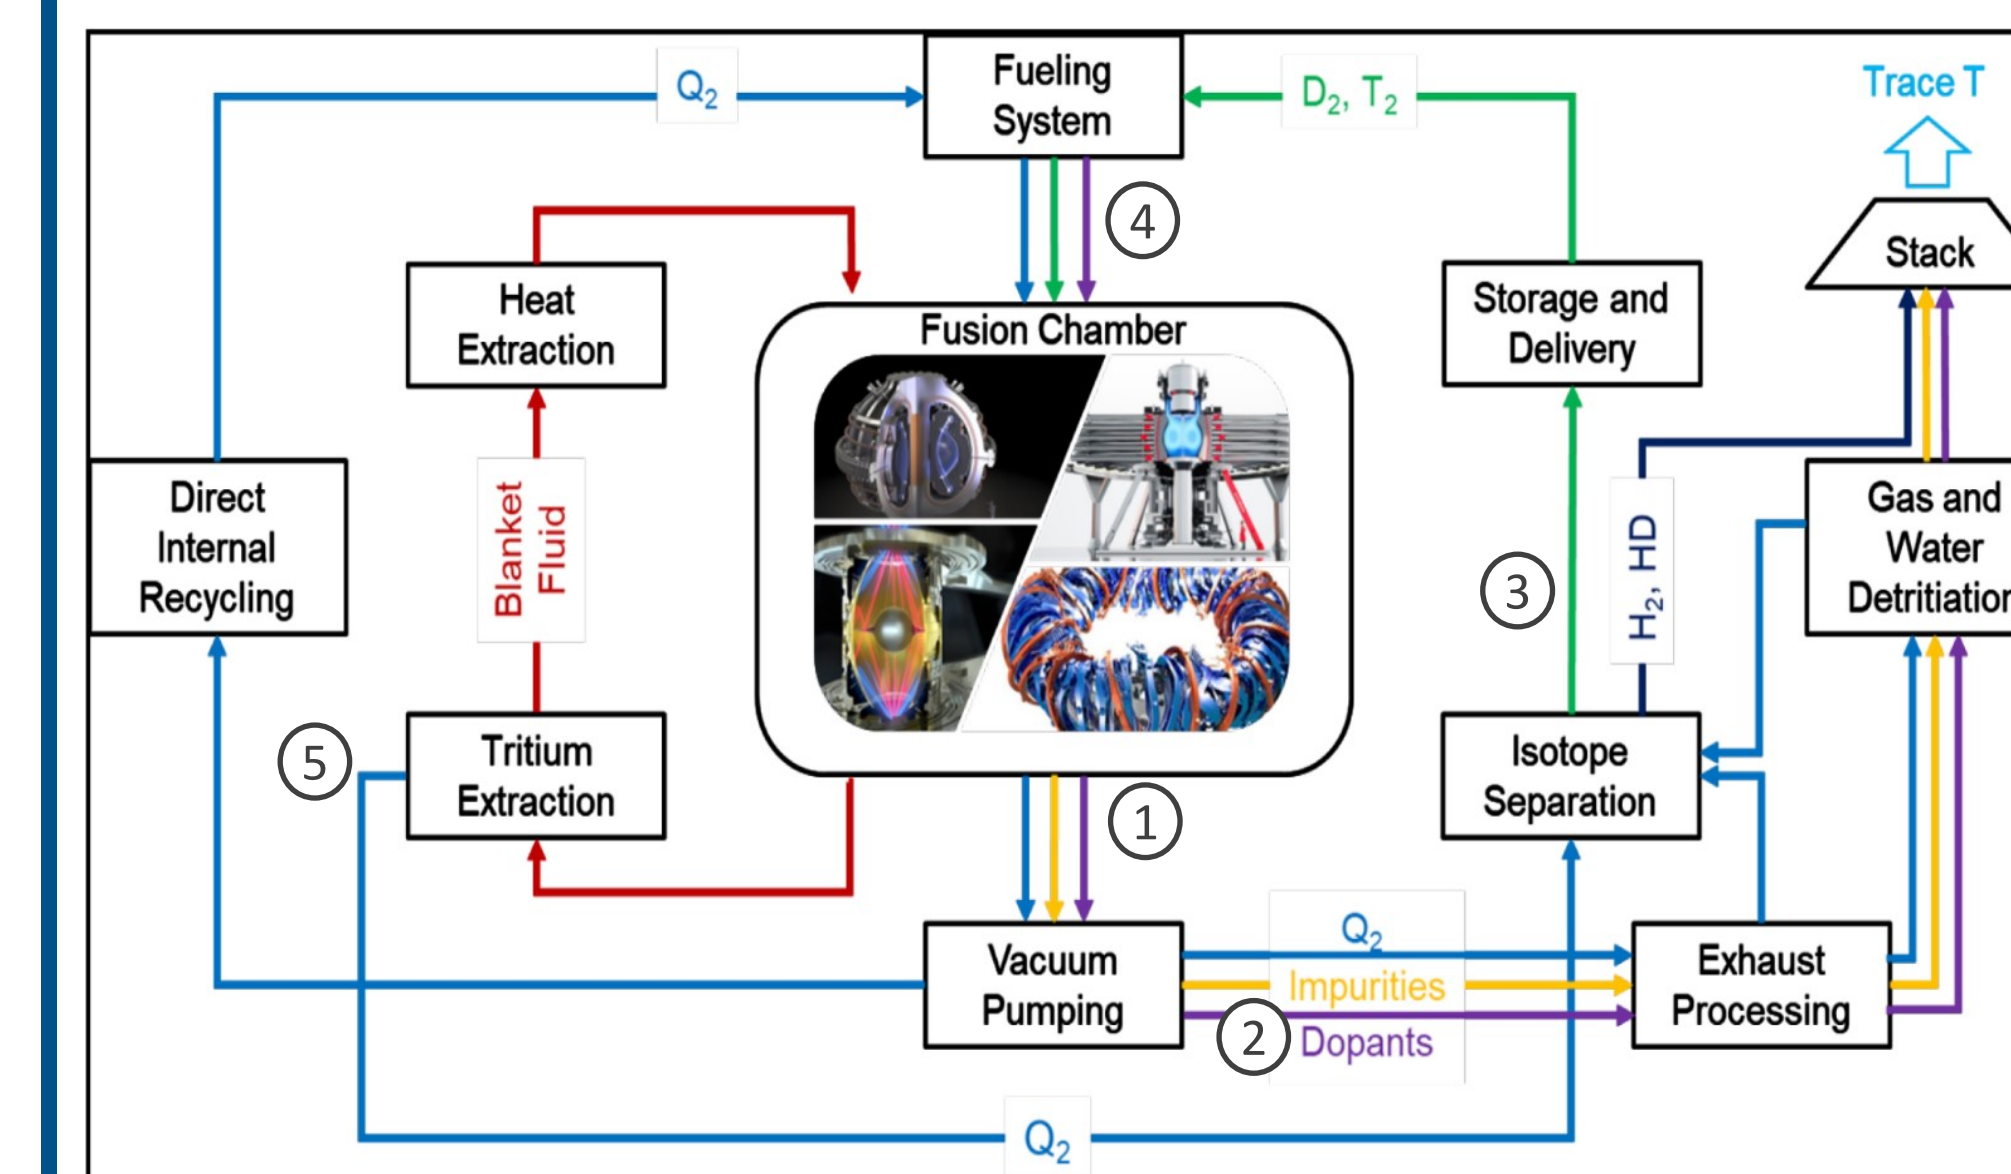 Q₂
Fueling
System
D₂, T₂
Trace T
4
Stack
Heat
Extraction
Fusion Chamber
Storage and
Delivery
Direct
Internal
Recycling
Blanket
Fluid
3
H₂, HD
Gas and
Water
Detritiation
5
Tritium
Extraction
1
Isotope
Separation
Vacuum
Pumping
Q₂
Impurities
2
Dopants
Exhaust
Processing
Q₂